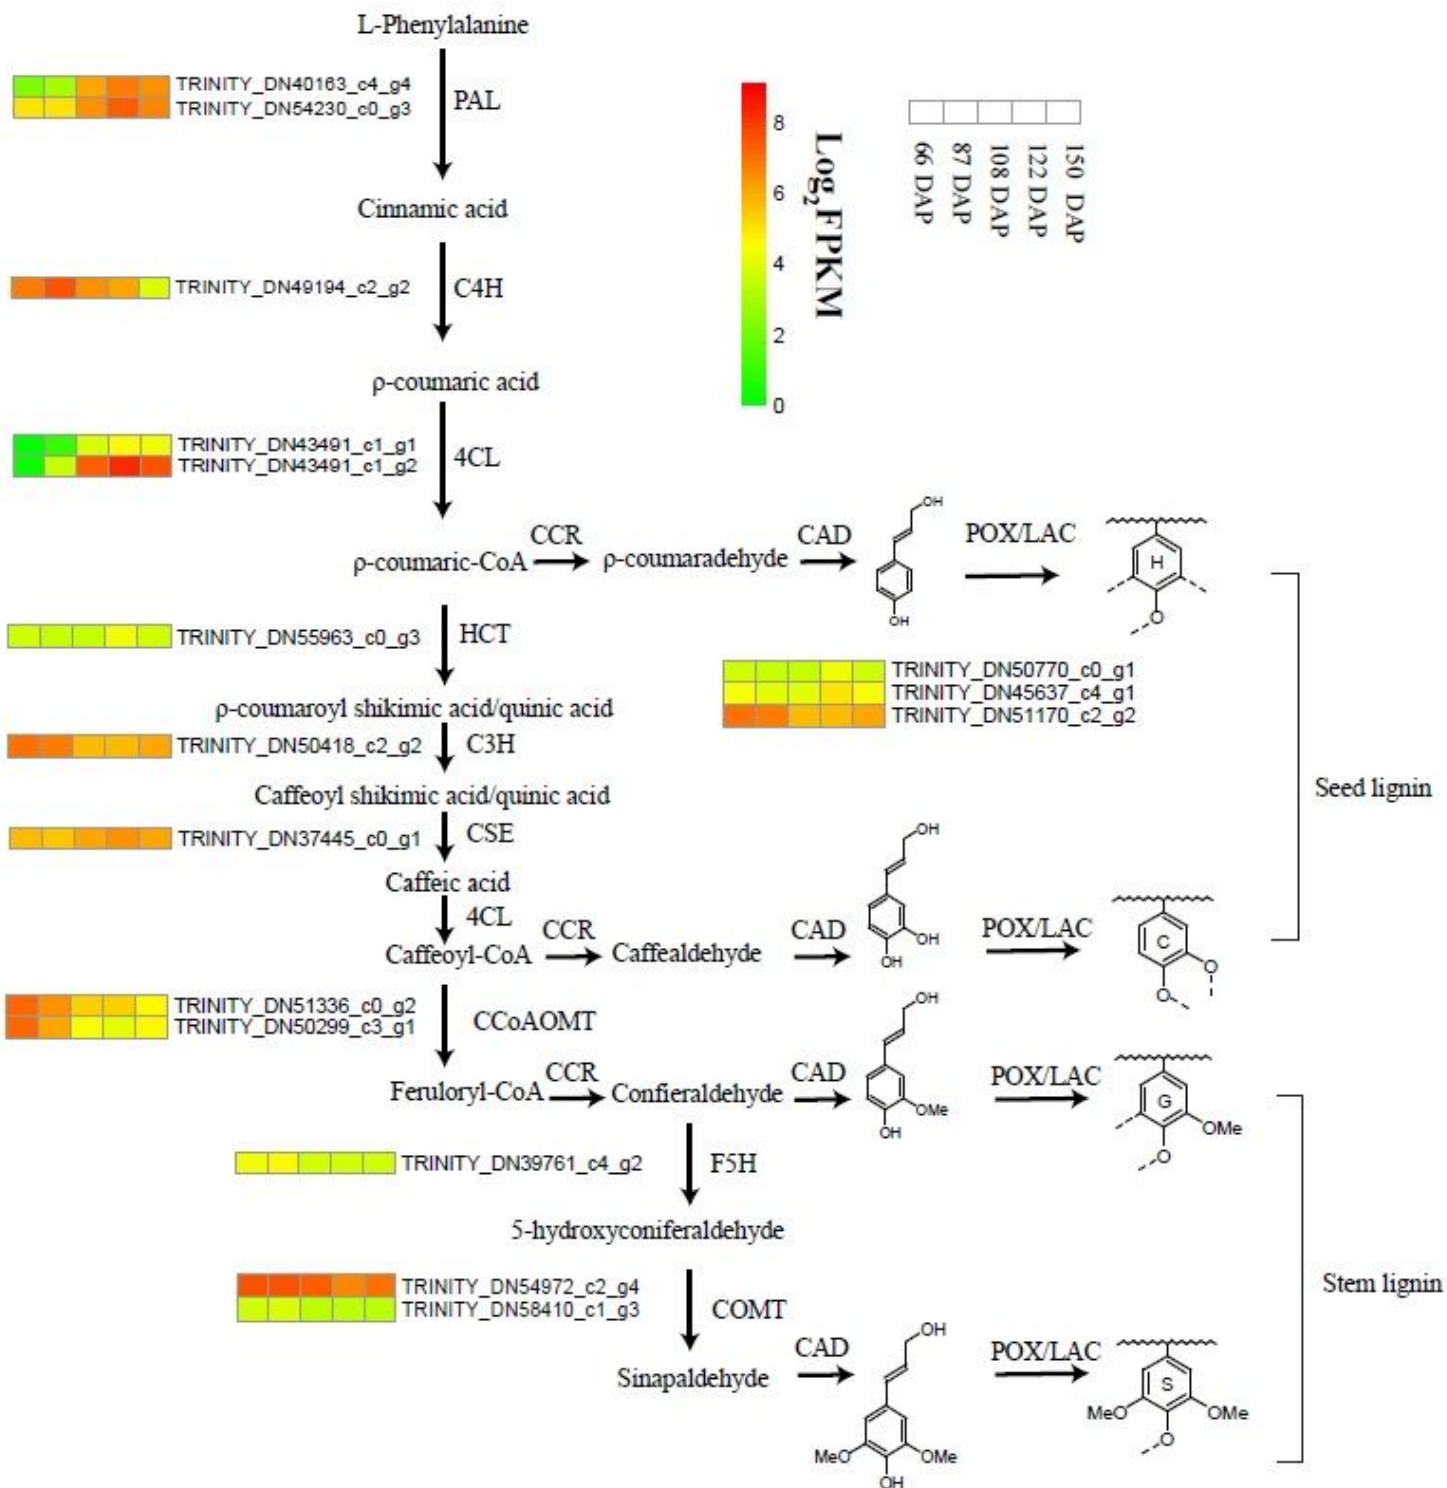 L-Phenylalanine
TRINITY_DN40163_c4_g4
TRINITY_DN54230_c0_g3
PAL
8
6
4
2
0
Log2FPKM
66 DAP
87 DAP
108 DAP
122 DAP
150 DAP
Cinnamic acid
TRINITY_DN49194_c2_g2
C4H
ρ-coumaric acid
TRINITY_DN43491_c1_g1
TRINITY_DN43491_c1_g2
4CL
ρ-coumaric-CoA
CCR
ρ-coumaradehyde
CAD
OH
OH
POX/LAC
H
O
TRINITY_DN55963_c0_g3
HCT
TRINITY_DN50770_c0_g1
TRINITY_DN45637_c4_g1
TRINITY_DN51170_c2_g2
ρ-coumaroyl shikimic acid/quinic acid
TRINITY_DN50418_c2_g2
C3H
Seed lignin
Caffeoyl shikimic acid/quinic acid
TRINITY_DN37445_c0_g1
CSE
Caffeic acid
4CL
Caffeoyl-CoA
CCR
Caffealdehyde
CAD
OH
OH
OH
POX/LAC
C
O
O
TRINITY_DN51336_c0_g2
TRINITY_DN50299_c3_g1
CCoAOMT
Feruloryl-CoA
CCR
Confieraldehyde
CAD
OH
OMe
OH
POX/LAC
G
OMe
O
TRINITY_DN39761_c4_g2
F5H
5-hydroxyconiferaldehyde
TRINITY_DN54972_c2_g4
TRINITY_DN58410_c1_g3
COMT
Stem lignin
Sinapaldehyde
CAD
OH
MeO
OMe
OH
POX/LAC
S
MeO
OMe
O